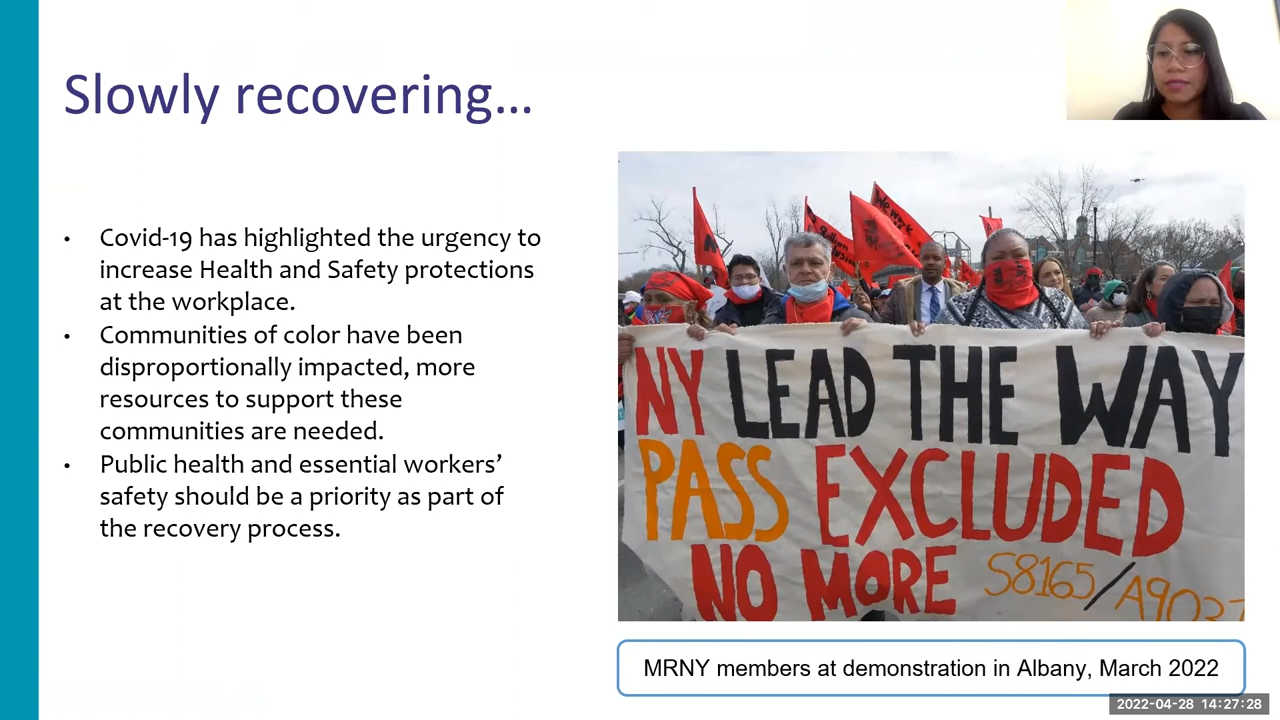 Slowly recovering...
• Covid-19 has highlighted the urgency to
increase Health and Safety protections
at the workplace.
• Communities of color have been
disproportionally impacted, more
resources to support these
communities are needed.
• Public health and essential workers’
safety should be a priority as part of
the recovery process.
NY LEAD THE WAY
PASS EXCLUDED
NO MORE S8165/A9037
MRNY members at demonstration in Albany, March 2022
2022-04-28 14:27:28